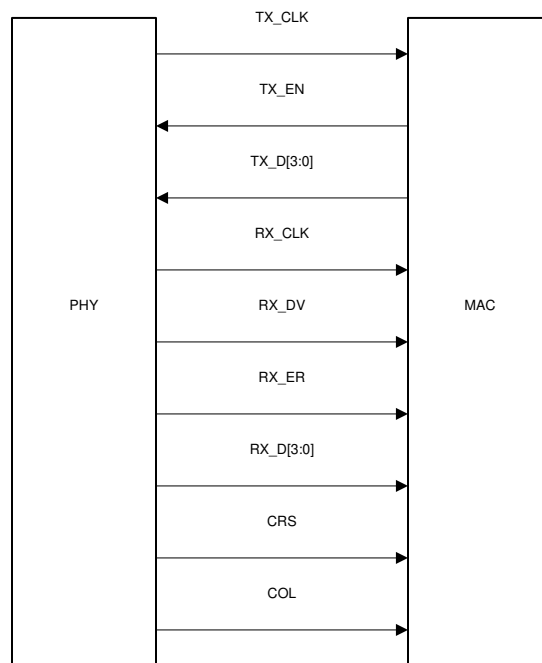 TX_CLK
TX_EN
TX_D[3:0]
RX_CLK
PHY
RX_DV
MAC
RX_ER
RX_D[3:0]
CRS
COL